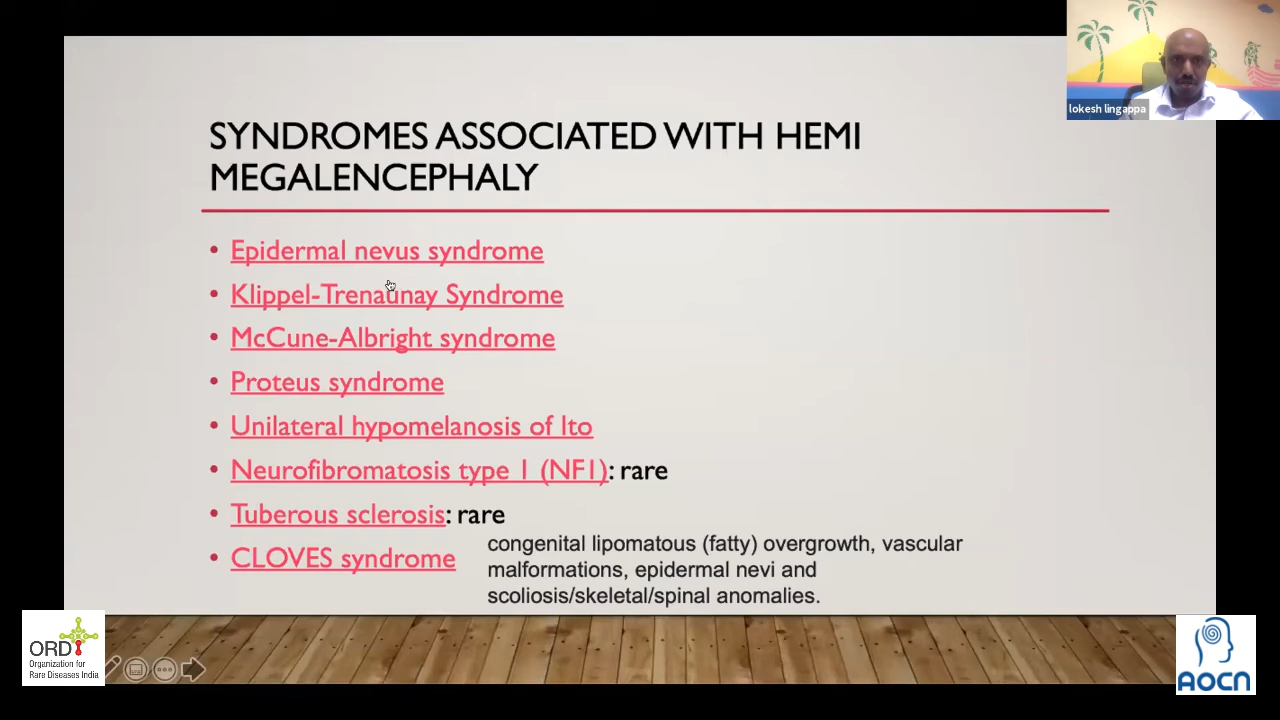 lokesh lingappa
SYNDROMES ASSOCIATED WITH HEMI
MEGALENCEPHALY
• Epidermal nevus syndrome
• Klippel-Trenaunay Syndrome
• McCune-Albright syndrome
• Proteus syndrome
• Unilateral hypomelanosis of Ito
• Neurofibromatosis type 1 (NF1): rare
• Tuberous sclerosis: rare
• CLOVES syndrome
congenital lipomatous (fatty) overgrowth, vascular
malformations, epidermal nevi and
scoliosis/skeletal/spinal anomalies.
ORDI
Organization for
Rare Diseases India
AOCN